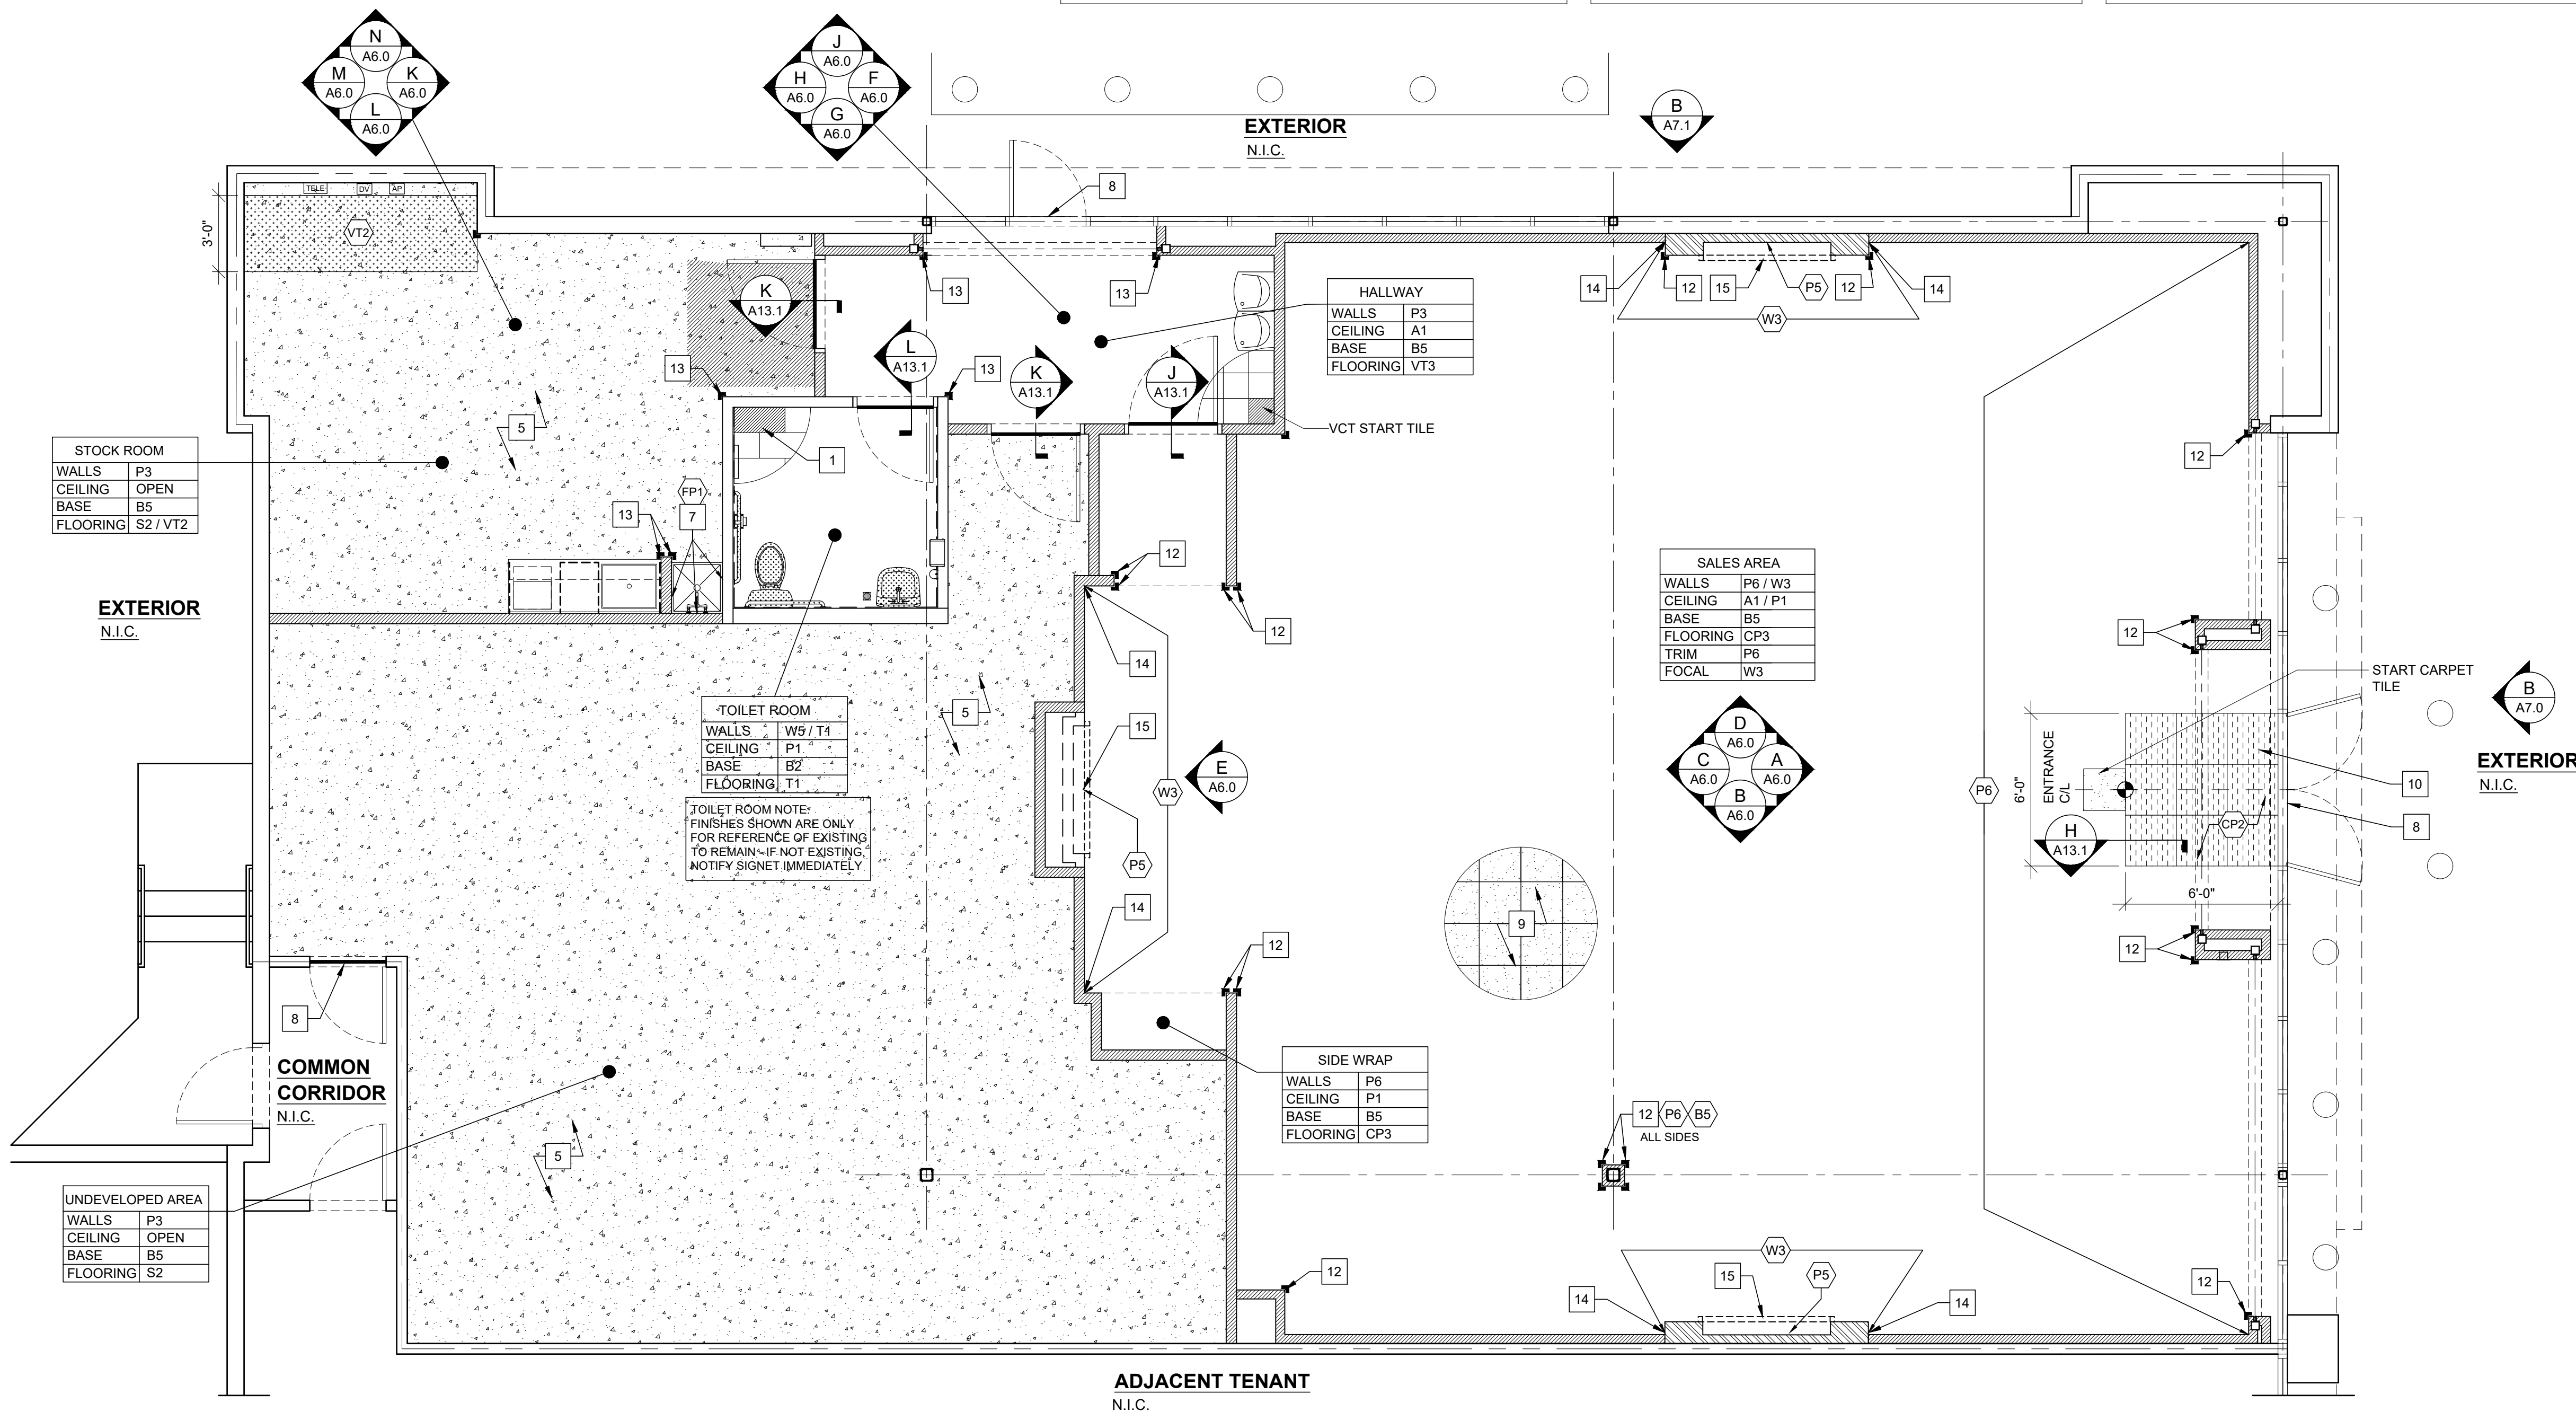 N
A6.0
M
A6.0
K
A6.0
L
A6.0
J
A6.0
H
A6.0
F
A6.0
G
A6.0
EXTERIOR
N.I.C.
B
A7.1
8
TELE
DV
AP
3'-0"
VT2
K
A13.1
13
13
14
12
15
P5
12
14
W3
HALLWAY
WALLS P3
CEILING A1
BASE B5
FLOORING VT3
L
A13.1
13
13
K
A13.1
J
A13.1
VCT START TILE
5
1
STOCK ROOM
WALLS P3
CEILING OPEN
BASE B5
FLOORING S2 / VT2
FP1
7
13
12
12
12
14
EXTERIOR
N.I.C.
SALES AREA
WALLS P6 / W3
CEILING A1 / P1
BASE B5
FLOORING CP3
TRIM P6
FOCAL W3
12
START CARPET
TILE
B
A7.0
EXTERIOR
N.I.C.
TOILET ROOM
WALLS W5 / T1
CEILING P1
BASE B2
FLOORING T1
TOILET ROOM NOTE:
FINISHES SHOWN ARE ONLY
FOR REFERENCE OF EXISTING
TO REMAIN - IF NOT EXISTING,
NOTIFY SIGNET IMMEDIATELY
5
15
W3
E
A6.0
P5
D
A6.0
C
A6.0
A
A6.0
B
A6.0
P6
6'-0"
ENTRANCE
C/L
10
CP2
8
H
A13.1
6'-0"
14
9
12
12
8
COMMON
CORRIDOR
N.I.C.
SIDE WRAP
WALLS P6
CEILING P1
BASE B5
FLOORING CP3
12
P6
B5
ALL SIDES
5
UNDEVELOPED AREA
WALLS P3
CEILING OPEN
BASE B5
FLOORING S2
12
W3
15
P5
14
14
12
ADJACENT TENANT
N.I.C.